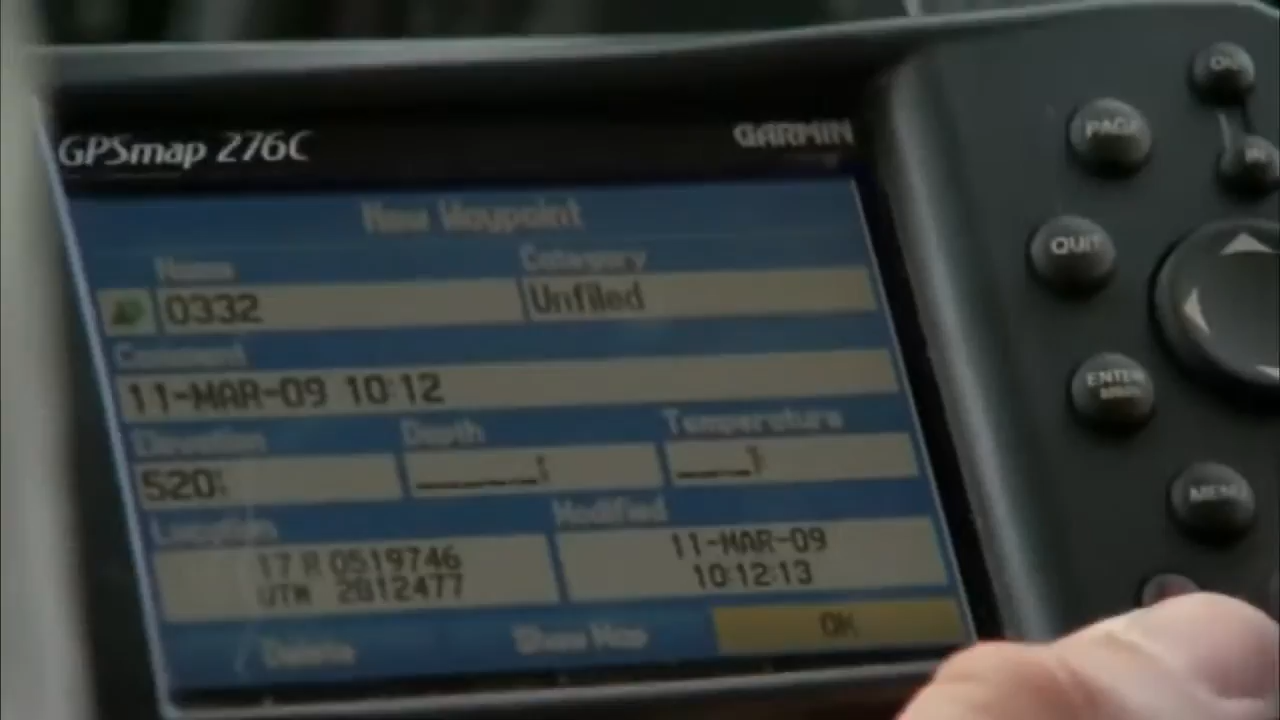 GPSmap 276C
GARMIN
New Waypoint
Name
Category
0332
Unfiled
Comment
11-MAR-09 10:12
Elevation
Depth
Temperature
520
Location
Modified
17 R 0519746
UTM 2812477
11-MAR-09
10:12:13
Delete
Show Map
OK
PAGE
QUIT
ENTER
MENU
IN